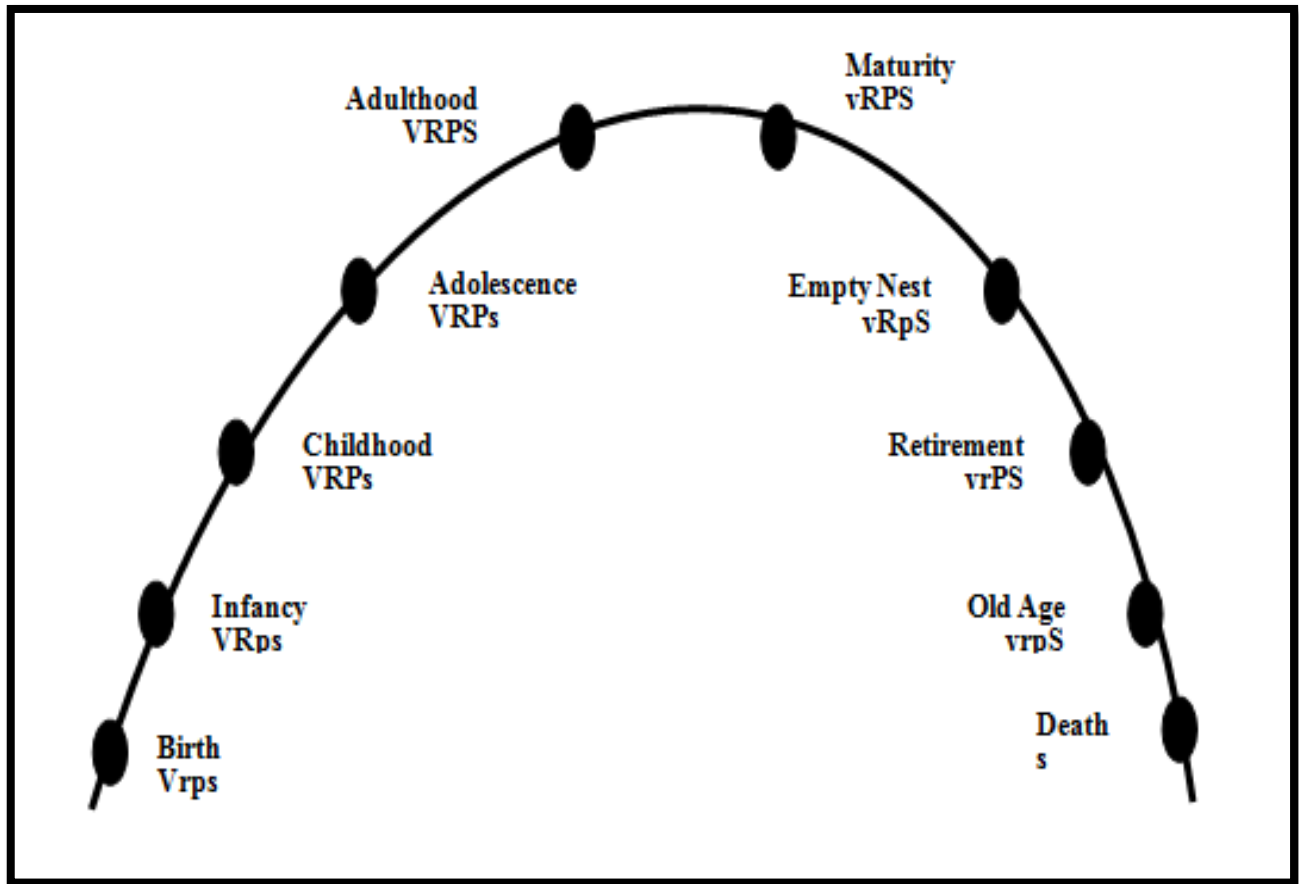 Maturity
vRPS
Adulthood
VRPS
Adolescence
VRPs
Empty Nest
vRpS
Childhood
VRPs
Retirement
vrPS
Infancy
VRps
Old Age
vrpS
Birth
Vrps
Death
s